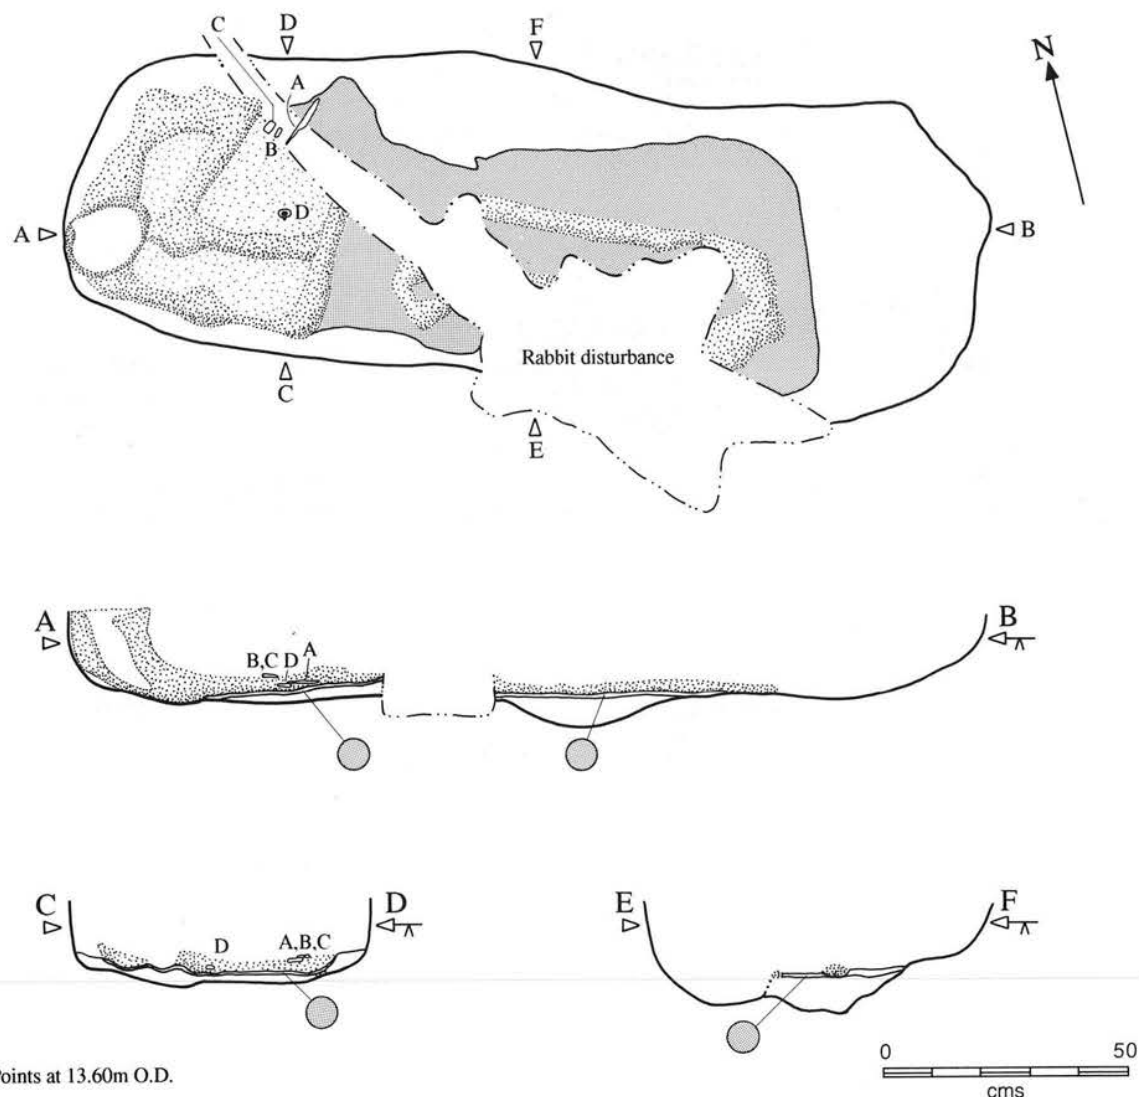 C D F
N
A
B
D
A B
Rabbit disturbance
C
E
A B
B,C D A
C D E F
D A,B,C
0 50
cms
Points at 13.60m O.D.